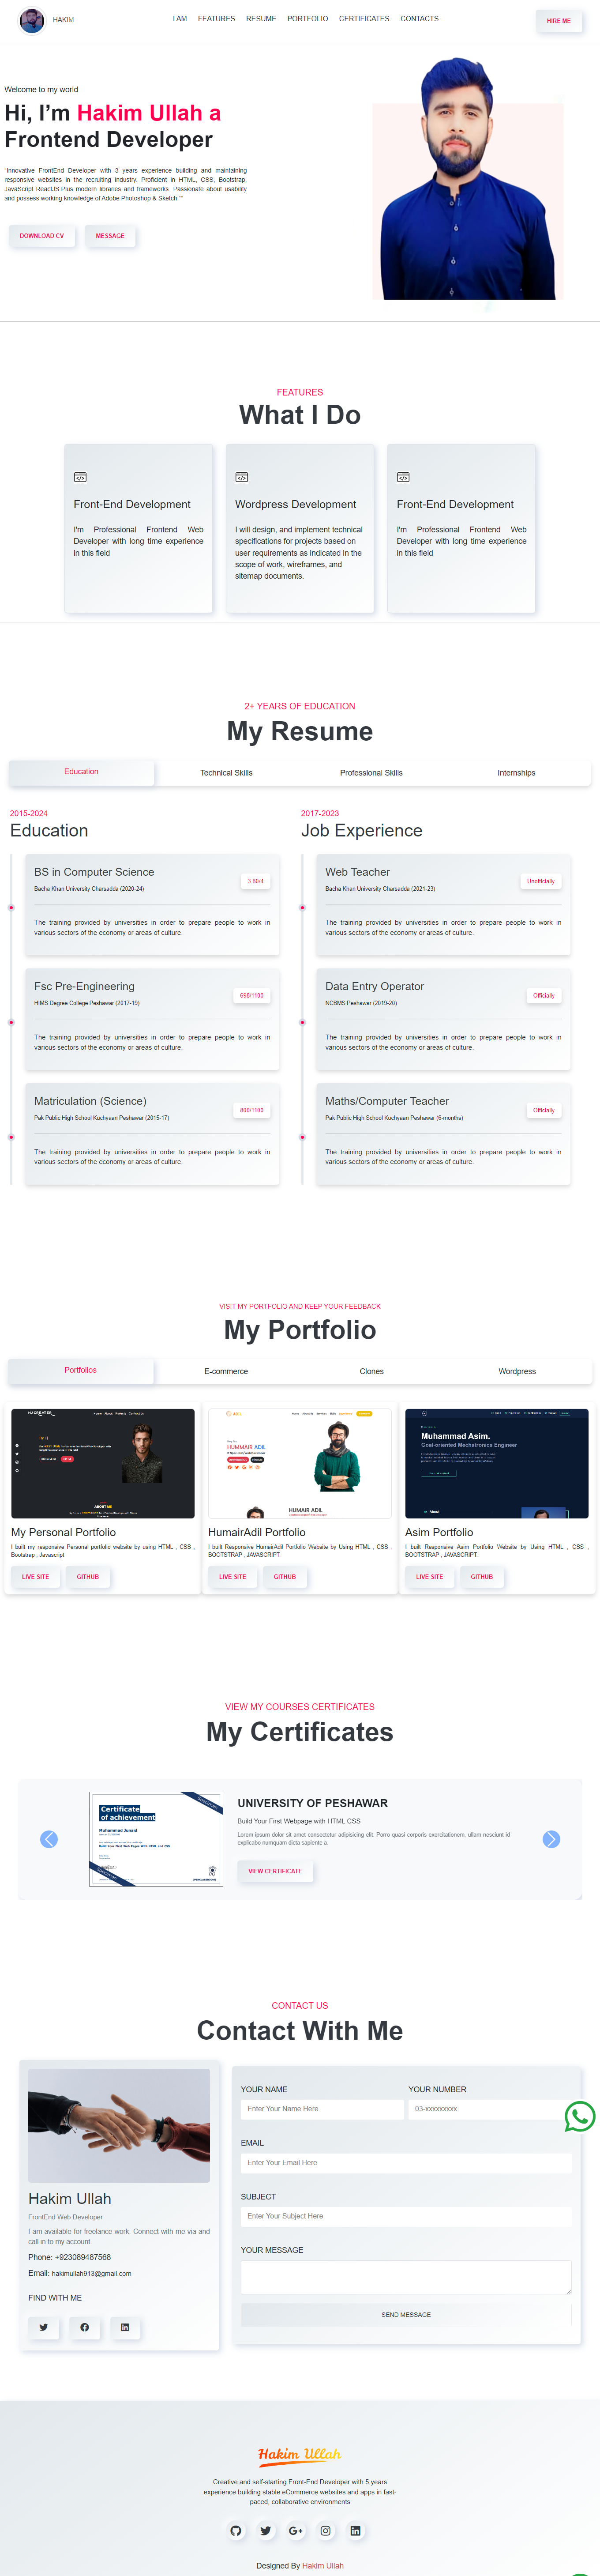 HAKIM
I AM FEATURES RESUME PORTFOLIO CERTIFICATES CONTACTS
HIRE ME
Welcome to my world
Hi, I'm Hakim Ullah a
Frontend Developer
"Innovative FrontEnd Developer with 3 years experience building and maintaining
responsive websites in the recruiting industry. Proficient in HTML, CSS, Bootstrap,
JavaScript ReactJS.Plus modern libraries and frameworks. Passionate about usability
and possess working knowledge of Adobe Photoshop & Sketch.""
DOWNLOAD CV MESSAGE
FEATURES
What I Do
Front-End Development
I'm Professional Frontend Web
Developer with long time experience
in this field
Wordpress Development
I will design, and implement technical
specifications for projects based on
user requirements as indicated in the
scope of work, wireframes, and
sitemap documents.
Front-End Development
I'm Professional Frontend Web
Developer with long time experience
in this field
2+ YEARS OF EDUCATION
My Resume
Education Technical Skills Professional Skills Internships
2015-2024
Education
BS in Computer Science
Bacha Khan University Charsadda (2020-24)
3.80/4
The training provided by universities in order to prepare people to work in
various sectors of the economy or areas of culture.
Fsc Pre-Engineering
HIMS Degree College Peshawar (2017-19)
698/1100
The training provided by universities in order to prepare people to work in
various sectors of the economy or areas of culture.
Matriculation (Science)
Pak Public High School Kuchyaan Peshawar (2015-17)
800/1100
The training provided by universities in order to prepare people to work in
various sectors of the economy or areas of culture.
2017-2023
Job Experience
Web Teacher
Bacha Khan University Charsadda (2021-23)
Unofficially
The training provided by universities in order to prepare people to work in
various sectors of the economy or areas of culture.
Data Entry Operator
NCBMS Peshawar (2019-20)
Officially
The training provided by universities in order to prepare people to work in
various sectors of the economy or areas of culture.
Maths/Computer Teacher
Pak Public High School Kuchyaan Peshawar (6-months)
Officially
The training provided by universities in order to prepare people to work in
various sectors of the economy or areas of culture.
VISIT MY PORTFOLIO AND KEEP YOUR FEEDBACK
My Portfolio
Portfolios E-commerce Clones Wordpress
My Personal Portfolio
I built my responsive Personal portfolio website by using HTML , CSS ,
Bootstrap , Javascript
LIVE SITE GITHUB
HUMMAIR ADIL
HUMAIR ADIL
HumairAdil Portfolio
I built Responsive HumairAdil Portfolio Website by Using HTML , CSS ,
BOOTSTRAP , JAVASCRIPT.
LIVE SITE GITHUB
Muhammad Asim.
Goal-oriented Mechatronics Engineer
About
Asim Portfolio
I built Responsive Asim Portfolio Website by Using HTML , CSS ,
BOOTSTRAP , JAVASCRIPT.
LIVE SITE GITHUB
VIEW MY COURSES CERTIFICATES
My Certificates
Certificate
of achievement
Muhammad Junaid
UNIVERSITY OF PESHAWAR
Build Your First Webpage with HTML CSS
Lorem ipsum dolor sit amet consectetur adipisicing elit. Porro quasi corporis exercitationem, ullam nesciunt id
explicabo numquam dicta sapiente a.
VIEW CERTIFICATE
CONTACT US
Contact With Me
Hakim Ullah
FrontEnd Web Developer
I am available for freelance work. Connect with me via and
call in to my account.
Phone: +923089487568
Email: hakimullah913@gmail.com
FIND WITH ME
YOUR NAME YOUR NUMBER
Enter Your Name Here 03-xxxxxxxxx
EMAIL
Enter Your Email Here
SUBJECT
Enter Your Subject Here
YOUR MESSAGE
SEND MESSAGE
Hakim Ullah
Creative and self-starting Front-End Developer with 5 years
experience building stable eCommerce websites and apps in fast-
paced, collaborative environments
Designed By Hakim Ullah